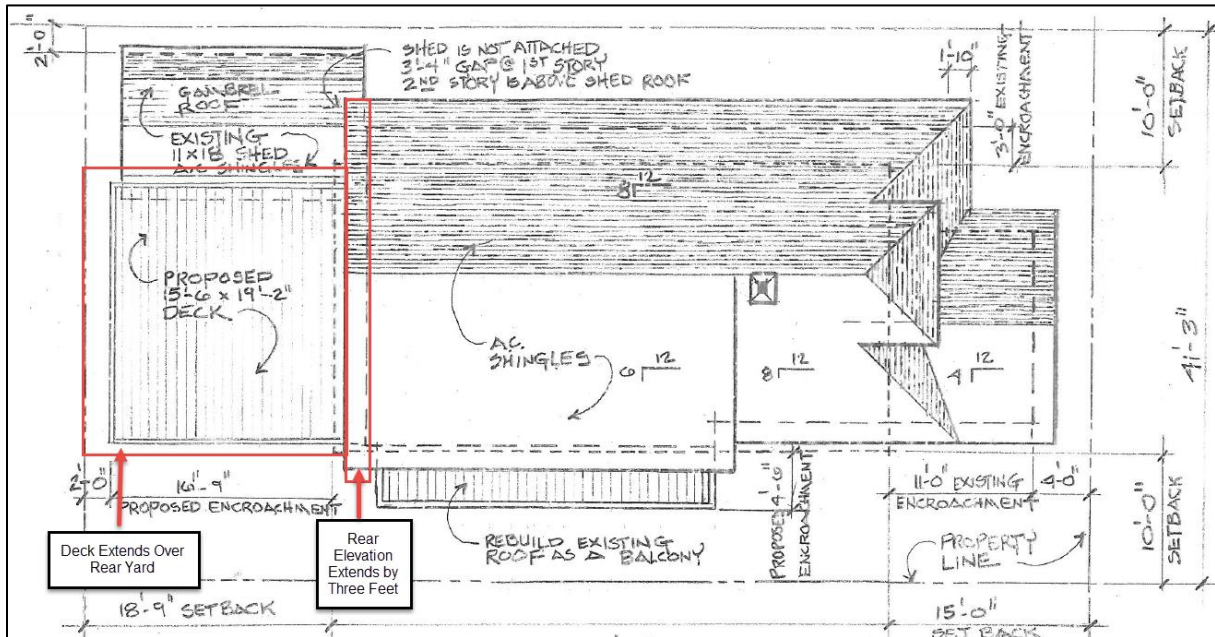 2'-0"
SHED IS NOT ATTACHED
3'-4" GAP @ 1ST STORY
2ND STORY IS ABOVE SHED ROOK
1'-10"
3'-0" EXISTING
ENCROACHMENT
10'-0"
SETBACK
GAMBREL
ROOF
EXISTING
11X18 SHED
A.C. SHINGLES
12
8
PROPOSED
15'-6 x 19'-2"
DECK
A.C.
SHINGLES
12
6
12
8
12
4
41'-3"
2'-0"
16'-9"
PROPOSED ENCROACHMENT
PROPOSED 4'-6"
ENCROACHMENT
11'-0 EXISTING
ENCROACHMENT
4'-0"
10'-0"
SETBACK
REBUILD EXISTING
ROOF AS A BALCONY
PROPERTY
LINE
Deck Extends Over
Rear Yard
Rear
Elevation
Extends by
Three Feet
18'-9" SETBACK
15'-0"
SET BACK